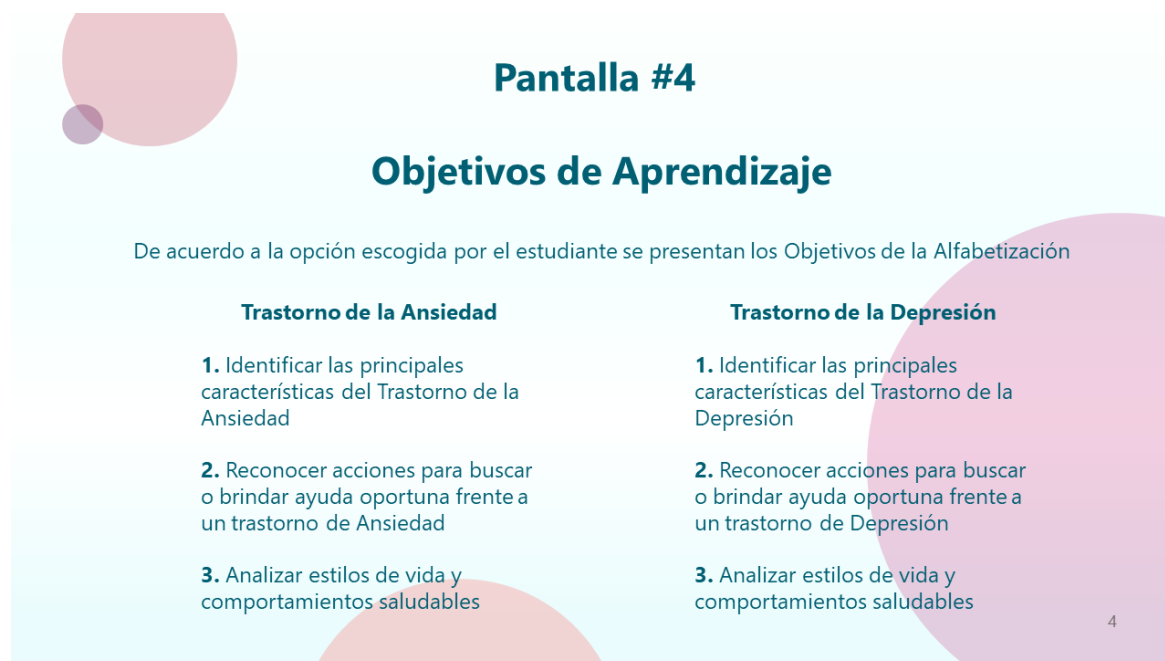 Pantalla #4
Objetivos de Aprendizaje
De acuerdo a la opción escogida por el estudiante se presentan los Objetivos de la Alfabetización
Trastorno de la Ansiedad
1. Identificar las principales
características del Trastorno de la
Ansiedad
2. Reconocer acciones para buscar
o brindar ayuda oportuna frente a
un trastorno de Ansiedad
3. Analizar estilos de vida y
comportamientos saludables
Trastorno de la Depresión
1. Identificar las principales
características del Trastorno de la
Depresión
2. Reconocer acciones para buscar
o brindar ayuda oportuna frente a
un trastorno de Depresión
3. Analizar estilos de vida y
comportamientos saludables
4